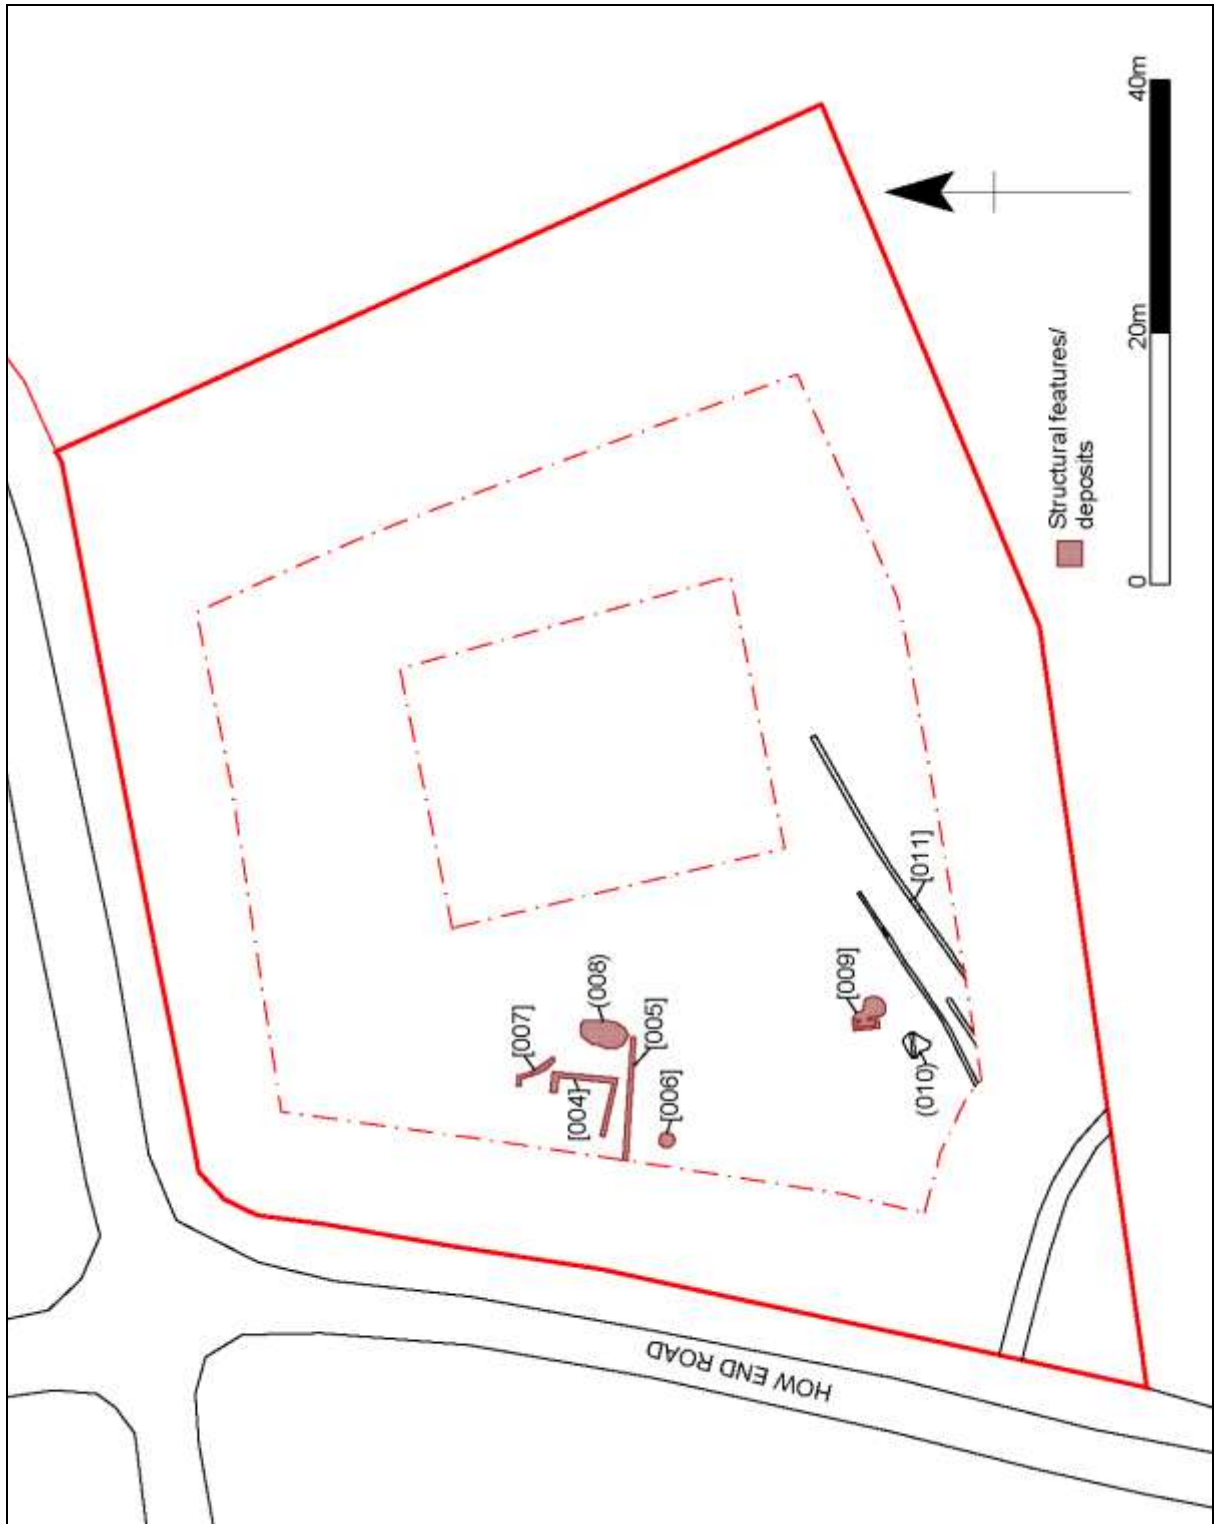 40m
20m
0
Structural features/
deposits
[007]
(008)
[005]
[004]
[006]
[009]
(010)
[011]
HOW END ROAD